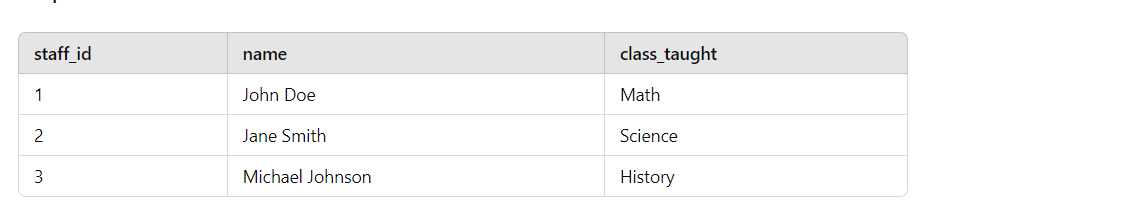 staff_id name class_taught
1 John Doe Math
2 Jane Smith Science
3 Michael Johnson History